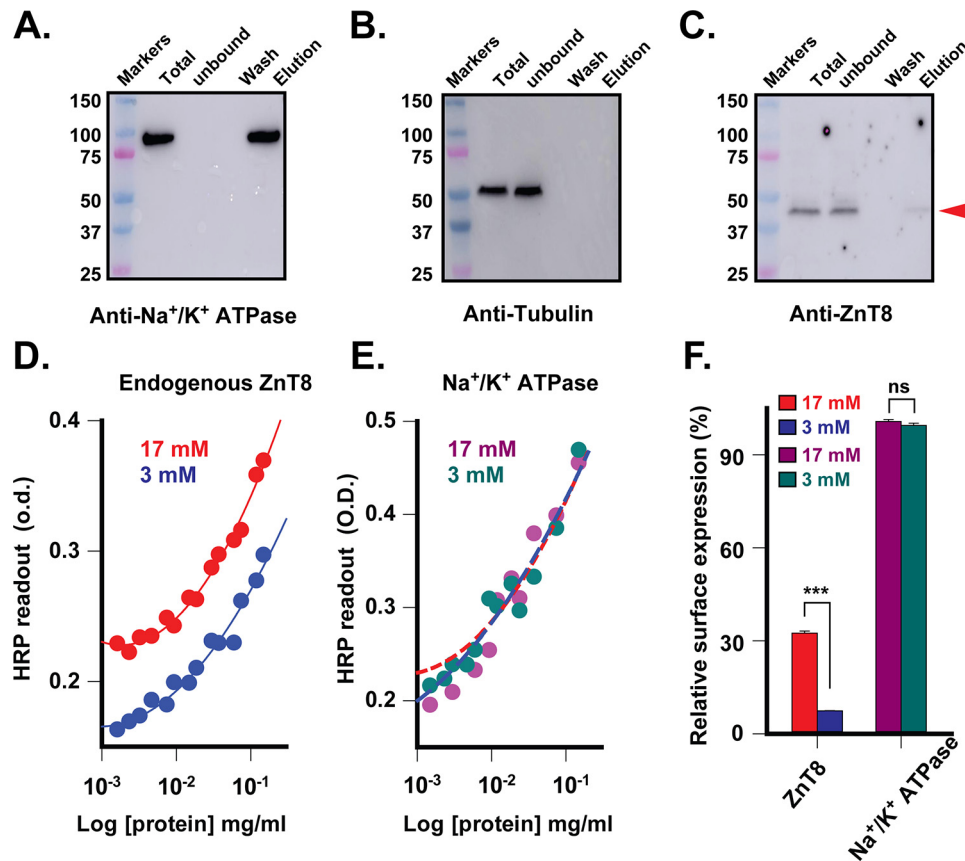 A.
Markers
Total
unbound
Wash
Elution
150
100
75
50
37
25
Anti-Na⁺/K⁺ ATPase
B.
Markers
Total
unbound
Wash
Elution
150
100
75
50
37
25
Anti-Tubulin
C.
Markers
Total
unbound
Wash
Elution
150
100
75
50
37
25
Anti-ZnT8
D.
Endogenous ZnT8
17 mM
3 mM
HRP readout (o.d.)
0.4
0.3
0.2
10⁻³
10⁻²
10⁻¹
Log [protein] mg/ml
E.
Na⁺/K⁺ ATPase
17 mM
3 mM
HRP readout (O.D.)
0.5
0.4
0.3
0.2
10⁻³
10⁻²
10⁻¹
Log [protein] mg/ml
F.
17 mM
3 mM
17 mM
3 mM
ns
***
Relative surface expression (%)
90
60
30
0
ZnT8
Na⁺/K⁺ ATPase